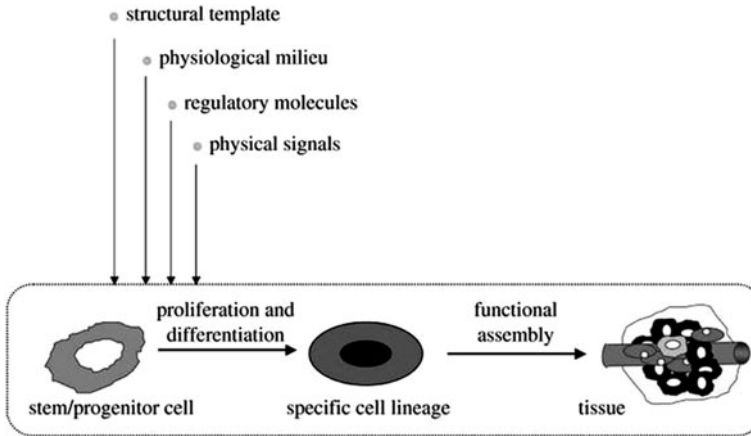 structural template
physiological milieu
regulatory molecules
physical signals
proliferation and
differentiation
functional
assembly
stem/progenitor cell
specific cell lineage
tissue